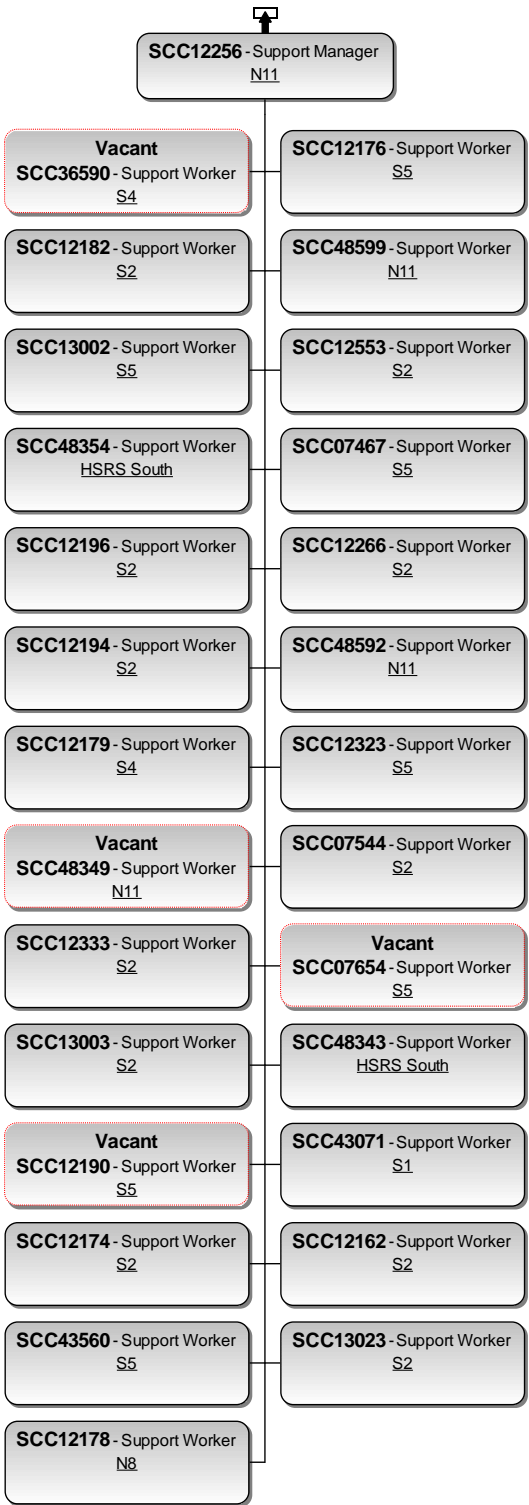 SCC12256 - Support Manager
N11
Vacant
SCC36590 - Support Worker
S4
SCC12176 - Support Worker
S5
SCC12182 - Support Worker
S2
SCC48599 - Support Worker
N11
SCC13002 - Support Worker
S5
SCC12553 - Support Worker
S2
SCC48354 - Support Worker
HSRS South
SCC07467 - Support Worker
S5
SCC12196 - Support Worker
S2
SCC12266 - Support Worker
S2
SCC12194 - Support Worker
S2
SCC48592 - Support Worker
N11
SCC12179 - Support Worker
S4
SCC12323 - Support Worker
S5
Vacant
SCC48349 - Support Worker
N11
SCC07544 - Support Worker
S2
SCC12333 - Support Worker
S2
Vacant
SCC07654 - Support Worker
S5
SCC13003 - Support Worker
S2
SCC48343 - Support Worker
HSRS South
Vacant
SCC12190 - Support Worker
S5
SCC43071 - Support Worker
S1
SCC12174 - Support Worker
S2
SCC12162 - Support Worker
S2
SCC43560 - Support Worker
S5
SCC13023 - Support Worker
S2
SCC12178 - Support Worker
N8